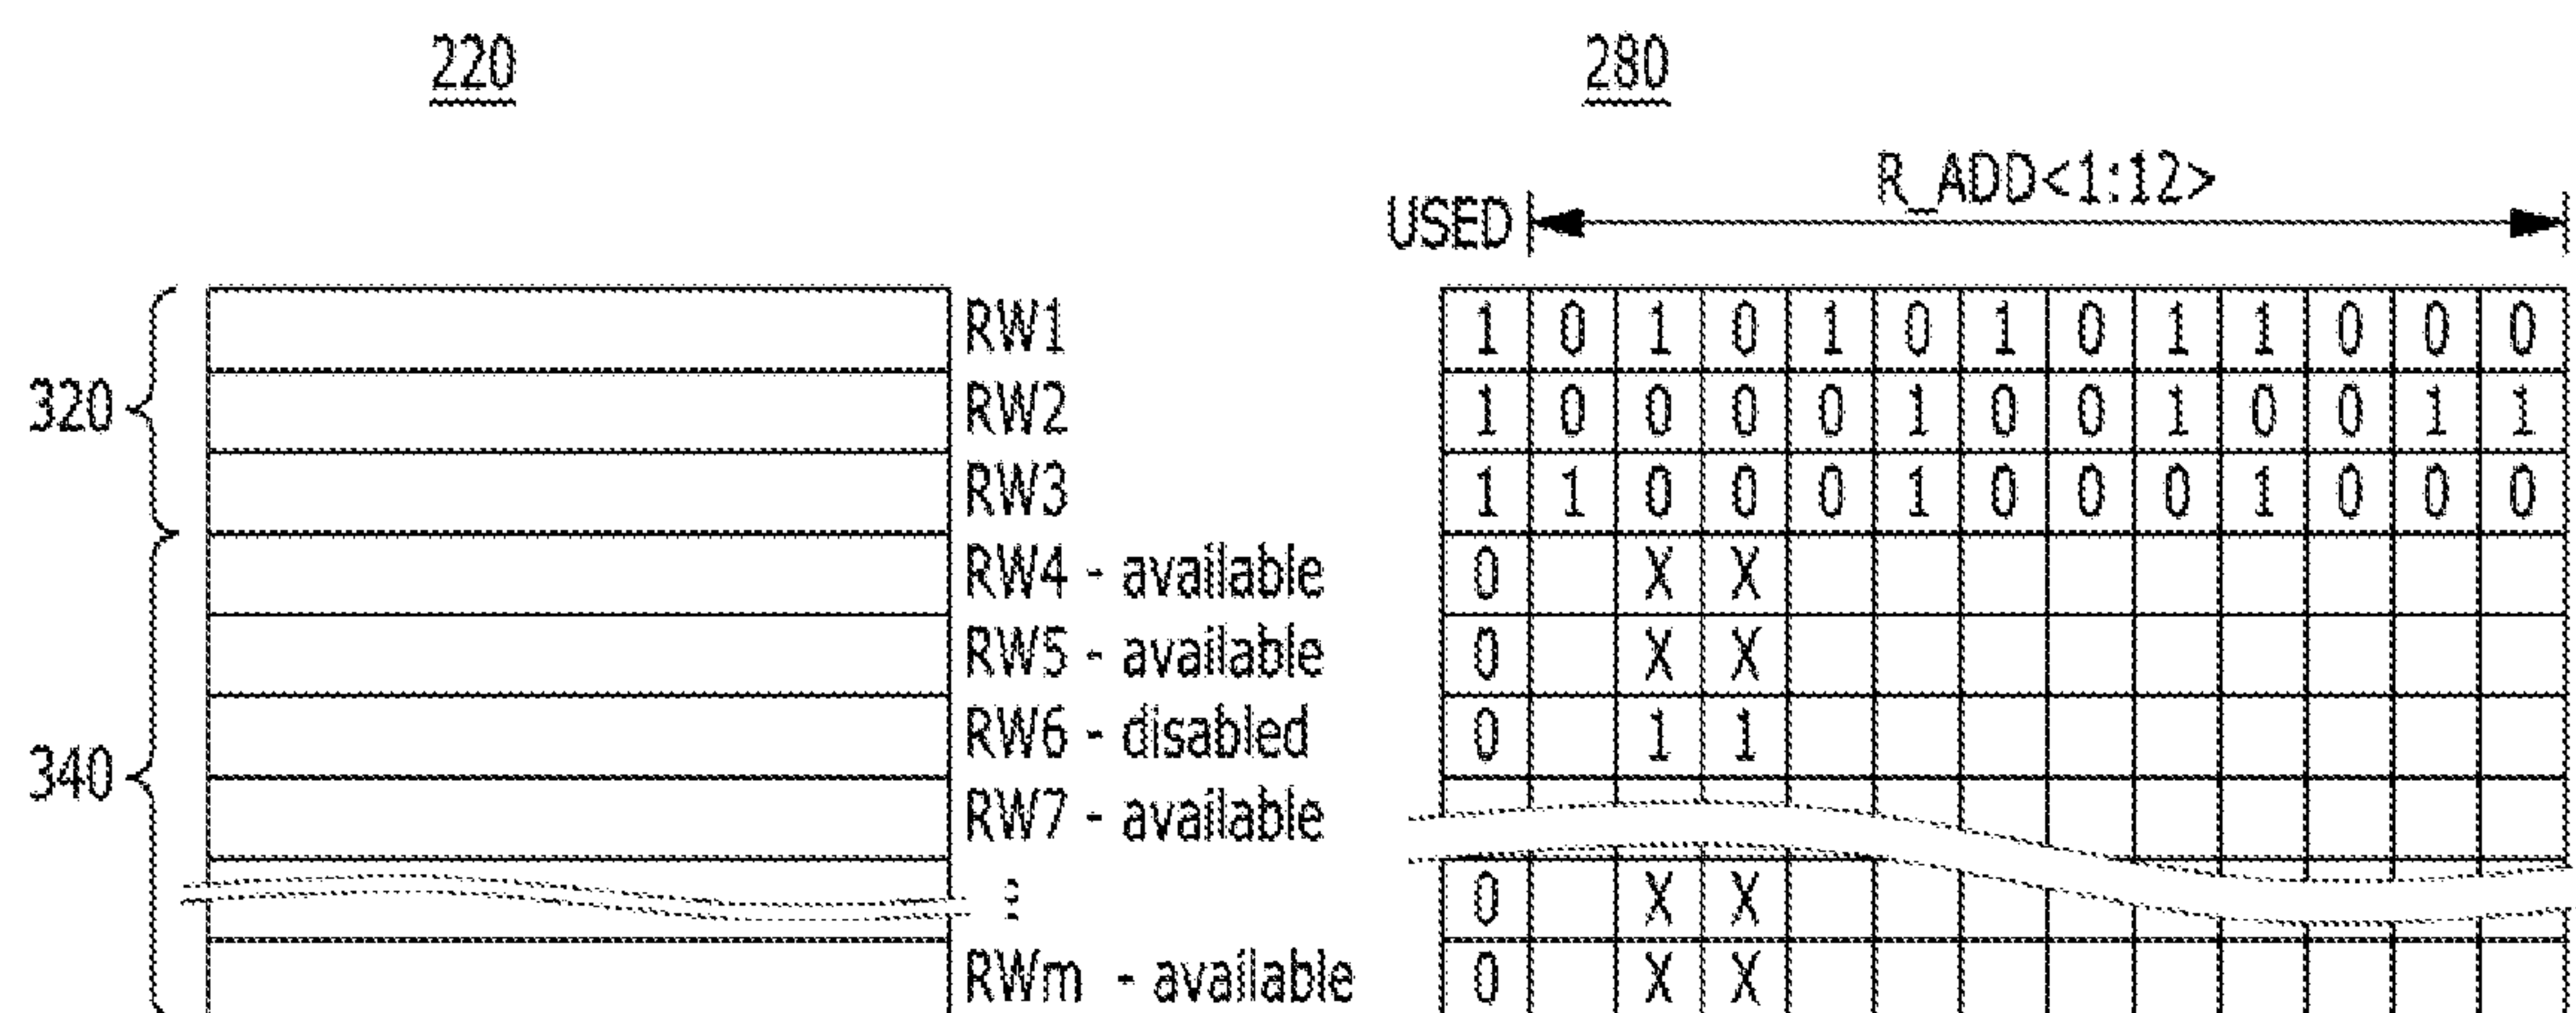 220 280
R_ADD<1:12>
USED
RW1 1 0 1 0 1 0 1 0 1 1 0 0 0
320 RW2 1 0 0 0 0 1 0 0 1 0 0 1 1
RW3 1 1 0 0 0 1 0 0 0 1 0 0 0
RW4 - available 0 X X
RW5 - available 0 X X
RW6 - disabled 0 1 1
340 RW7 - available
⋮ 0 X X
RWm - available 0 X X